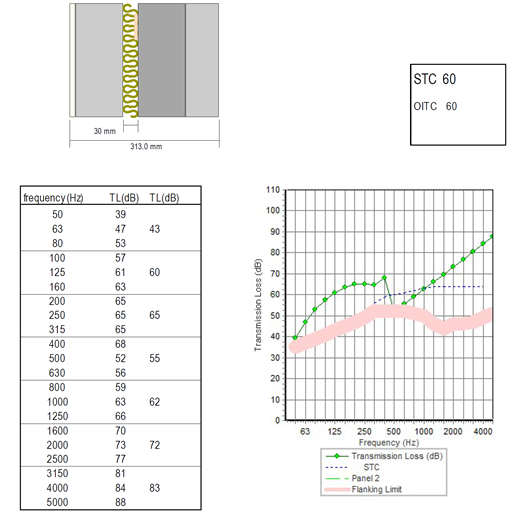 30 mm
313.0 mm
STC 60
OITC 60
frequency (Hz) TL(dB) TL(dB)
50 39
63 47 43
80 53
100 57
125 61 60
160 63
200 65
250 65 65
315 65
400 68
500 52 55
630 56
800 59
1000 63 62
1250 66
1600 70
2000 73 72
2500 77
3150 81
4000 84 83
5000 88
Transmission Loss (dB)
110
100
90
80
70
60
50
40
30
20
10
0
63 125 250 500 1000 2000 4000
Frequency (Hz)
Transmission Loss (dB)
STC
Panel 2
Flanking Limit